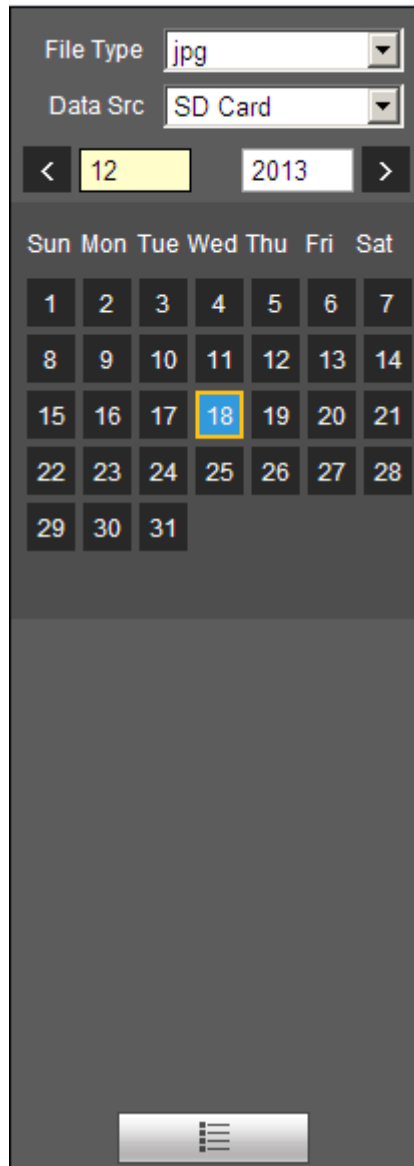 File Type jpg
Data Src SD Card
< 12 2013 >
Sun Mon Tue Wed Thu Fri Sat
1 2 3 4 5 6 7
8 9 10 11 12 13 14
15 16 17 18 19 20 21
22 23 24 25 26 27 28
29 30 31